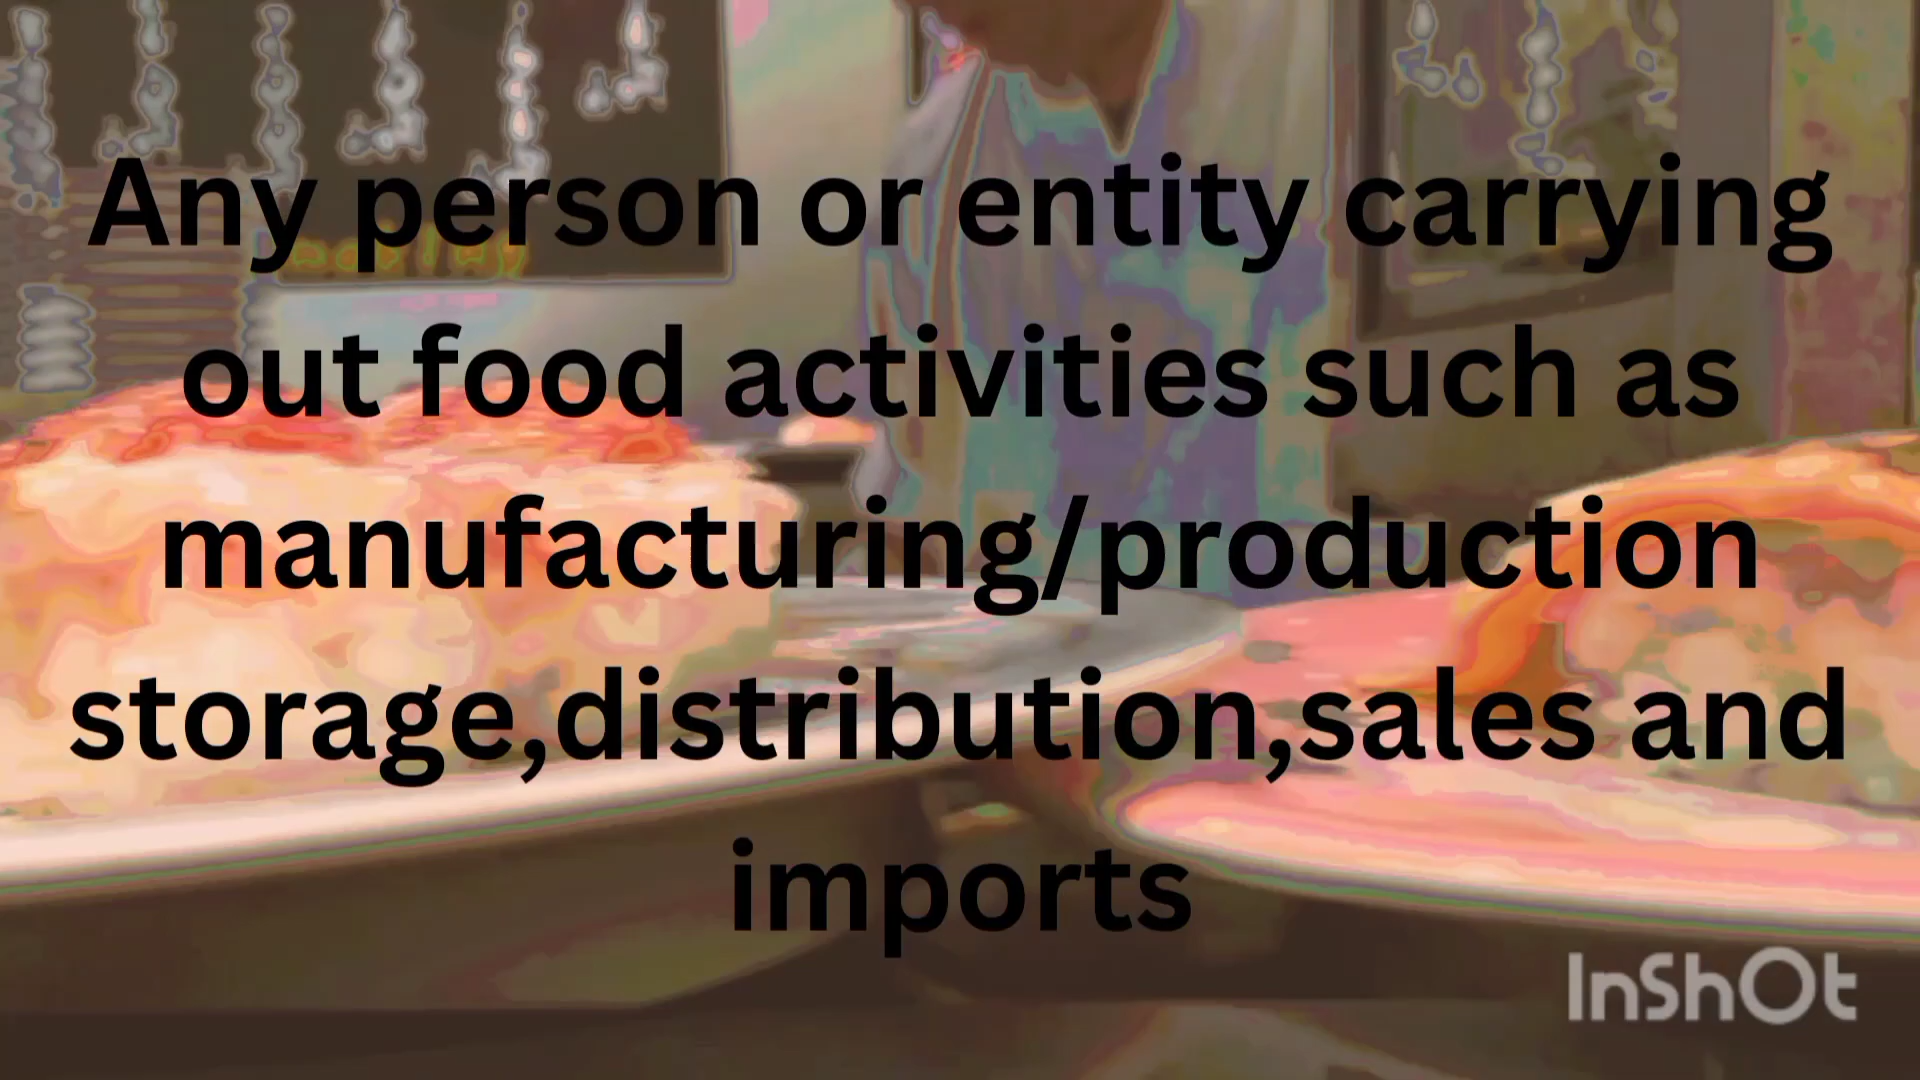 Any person or entity carrying
out food activities such as
manufacturing/production
storage,distribution,sales and
imports
InShOt